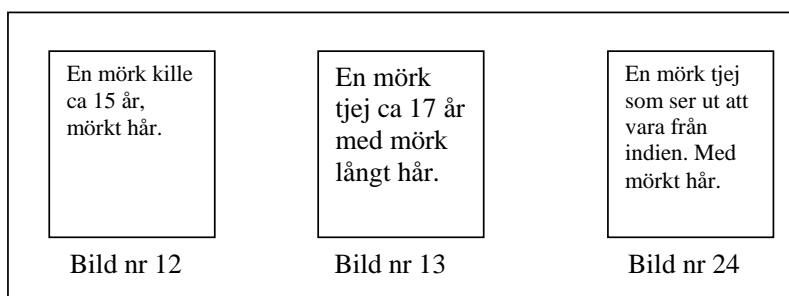 En mörk kille
ca 15 år,
mörkt hår.
Bild nr 12
En mörk
tjej ca 17 år
med mörk
långt hår.
Bild nr 13
En mörk tjej
som ser ut att
vara från
indien. Med
mörkt hår.
Bild nr 24